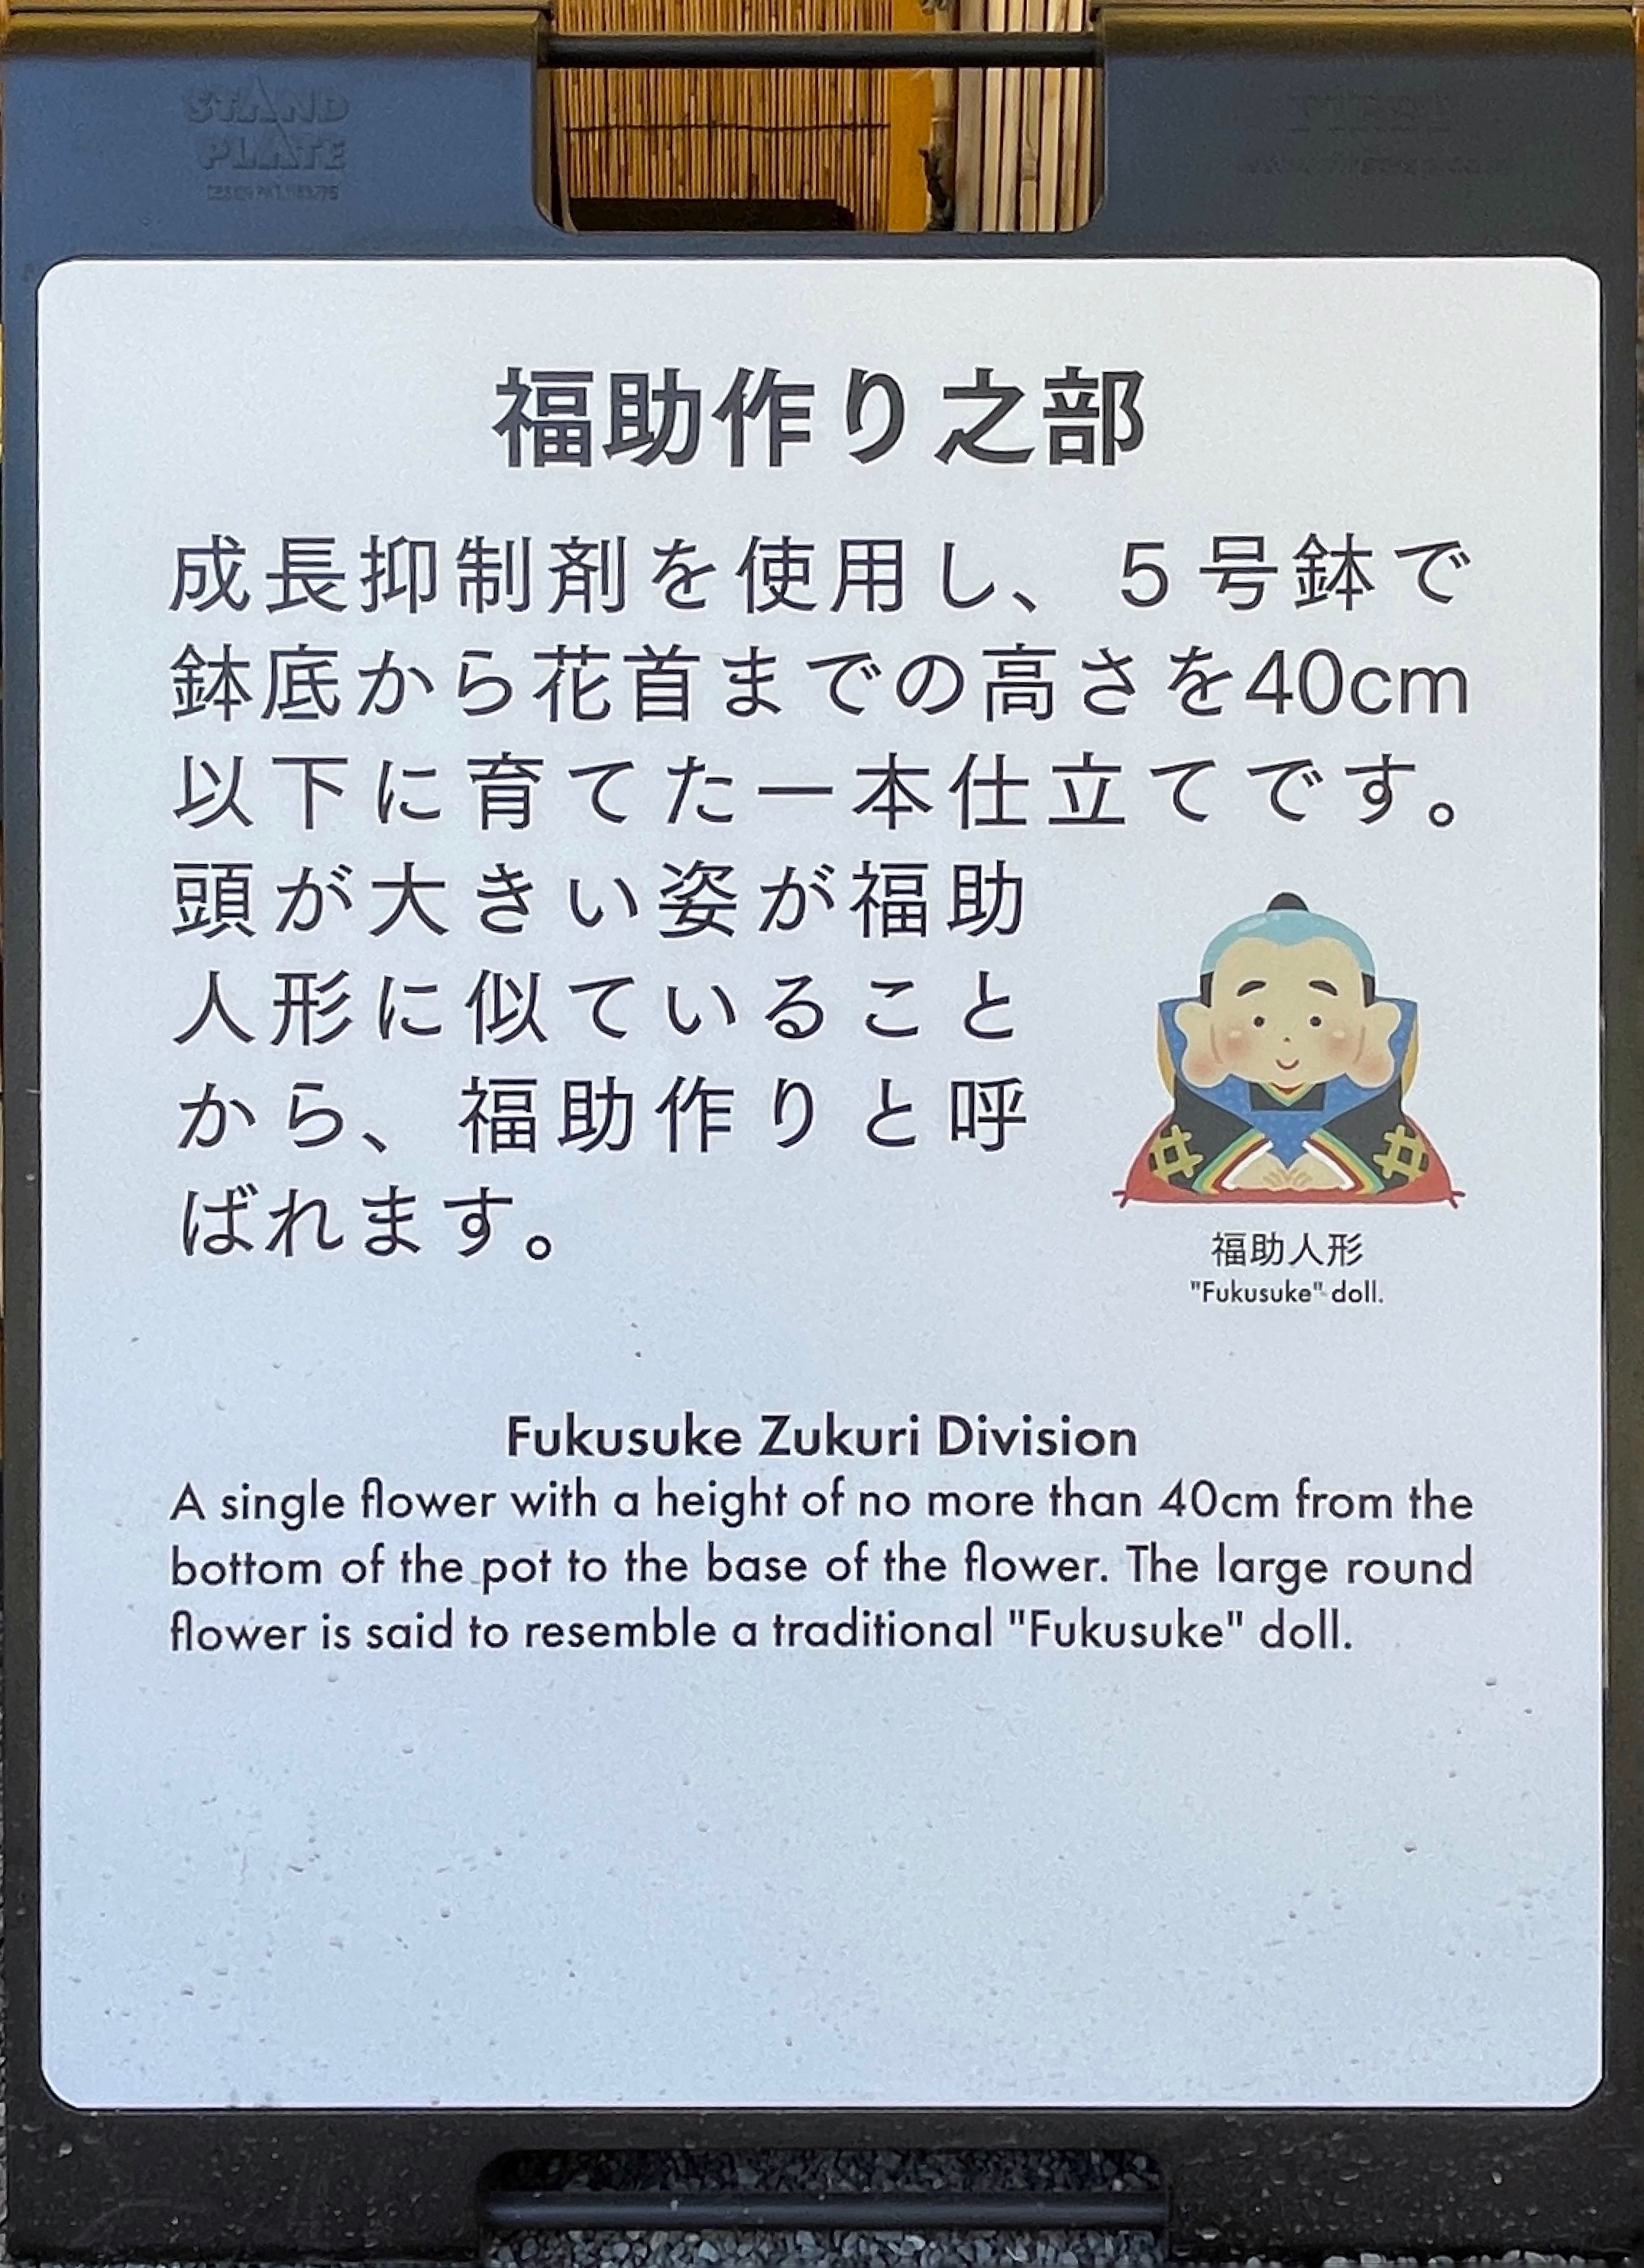 STAND
PLATE
福助作り之部
成長抑制剤を使用し、５号鉢で
鉢底から花首までの高さを40cm
以下に育てた一本仕立てです。
頭が大きい姿が福助
人形に似ていること
から、福助作りと呼
ばれます。
福助人形
"Fukusuke" doll.
Fukusuke Zukuri Division
A single flower with a height of no more than 40cm from the
bottom of the pot to the base of the flower. The large round
flower is said to resemble a traditional "Fukusuke" doll.